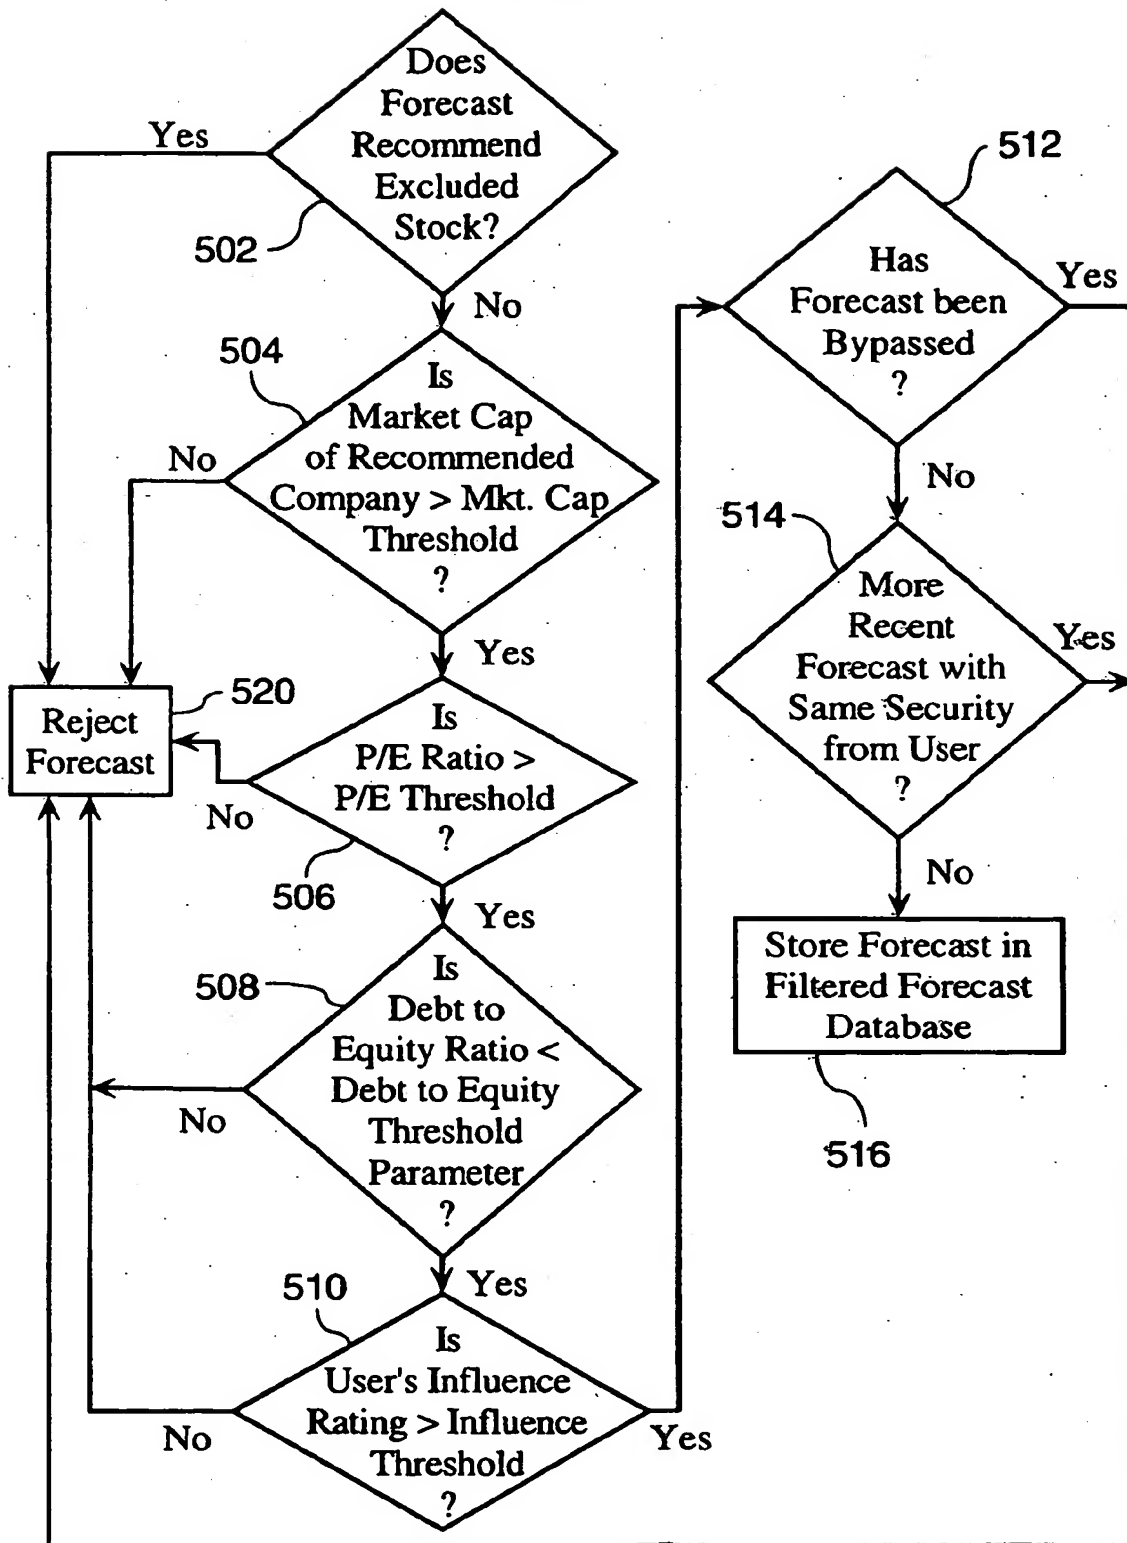 Does
Forecast
Recommend
Excluded
Stock?
Yes
502
No
504
Is
Market Cap
of Recommended
Company > Mkt. Cap
Threshold
?
No
Yes
520
Reject
Forecast
Is
P/E Ratio >
P/E Threshold
?
No
506
Yes
508
Is
Debt to
Equity Ratio <
Debt to Equity
Threshold
Parameter
?
No
Yes
510
Is
User's Influence
Rating > Influence
Threshold
?
No
Yes
512
Has
Forecast been
Bypassed
?
Yes
No
514
More
Recent
Forecast with
Same Security
from User
?
Yes
No
Store Forecast in
Filtered Forecast
Database
516